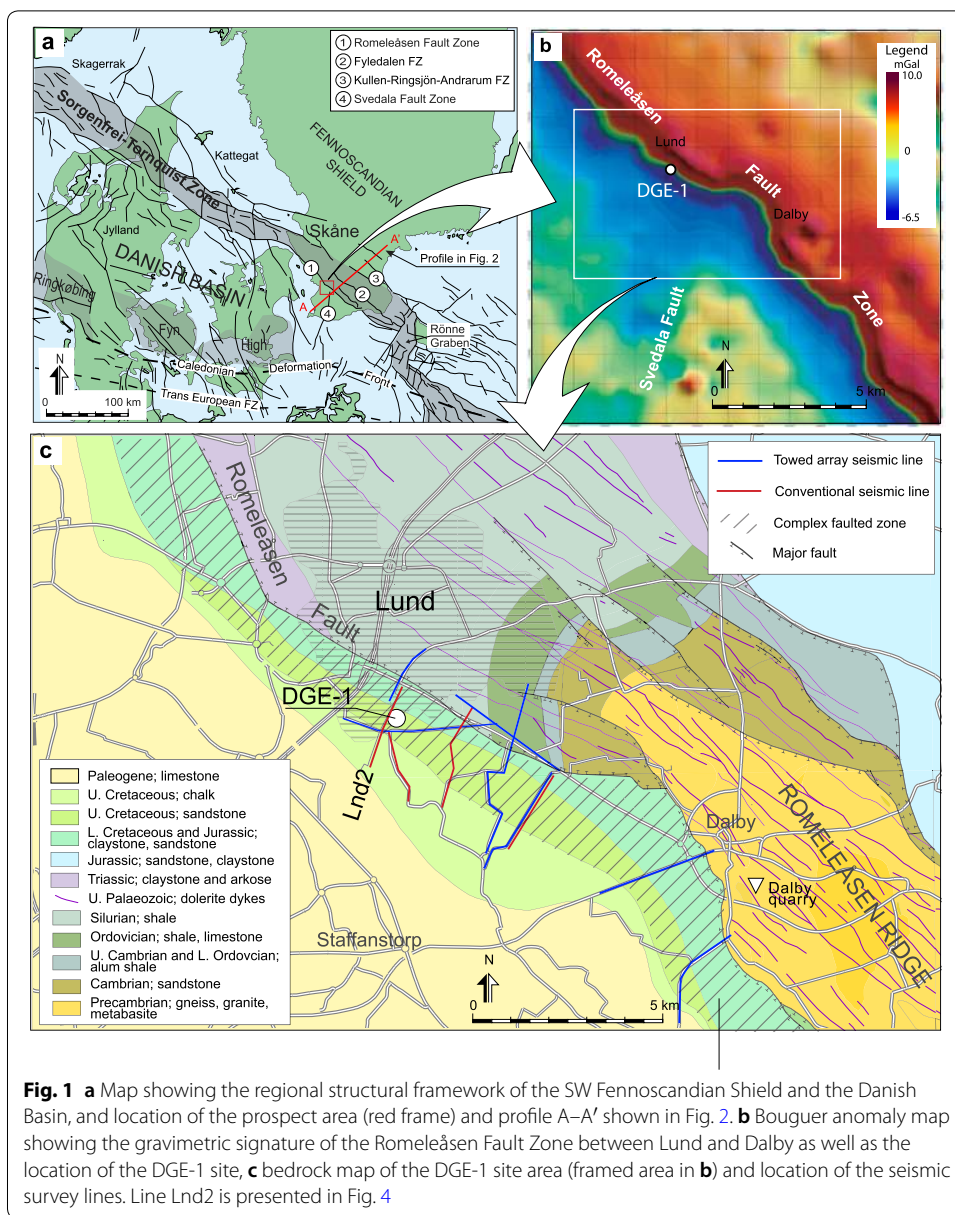 a
1 Romeleåsen Fault Zone
2 Fyledalen FZ
3 Kullen-Ringsjön-Andrarum FZ
4 Svedala Fault Zone
Skagerrak
Sorgenfrei-Tornquist Zone
Kattegat
FENNOSCANDIAN
SHIELD
Jylland
DANISH BASIN
Skåne
A'
1
3
Profile in Fig. 2
2
A
4
Ringkøbing
Fyn
High
Rönne
Graben
Caledonian
Deformation
Front
Trans European FZ
N
0 100 km
b
Legend
mGal
10.0
0
-6.5
Romeleåsen
Lund
Fault
DGE-1
Dalby
Zone
Svedala Fault
N
0 5 km
c
Towed array seismic line
Conventional seismic line
Complex faulted zone
Major fault
Romeleåsen
Fault
Lund
DGE-1
Lnd2
Dalby
Dalby
quarry
ROMELEASEN RIDGE
Staffanstorp
N
0 5 km
Paleogene; limestone
U. Cretaceous; chalk
U. Cretaceous; sandstone
L. Cretaceous and Jurassic;
claystone, sandstone
Jurassic; sandstone, claystone
Triassic; claystone and arkose
U. Palaeozoic; dolerite dykes
Silurian; shale
Ordovician; shale, limestone
U. Cambrian and L. Ordovcian;
alum shale
Cambrian; sandstone
Precambrian; gneiss, granite,
metabasite
Fig. 1 a Map showing the regional structural framework of the SW Fennoscandian Shield and the Danish
Basin, and location of the prospect area (red frame) and profile A–A′ shown in Fig. 2. b Bouguer anomaly map
showing the gravimetric signature of the Romeleåsen Fault Zone between Lund and Dalby as well as the
location of the DGE-1 site, c bedrock map of the DGE-1 site area (framed area in b) and location of the seismic
survey lines. Line Lnd2 is presented in Fig. 4